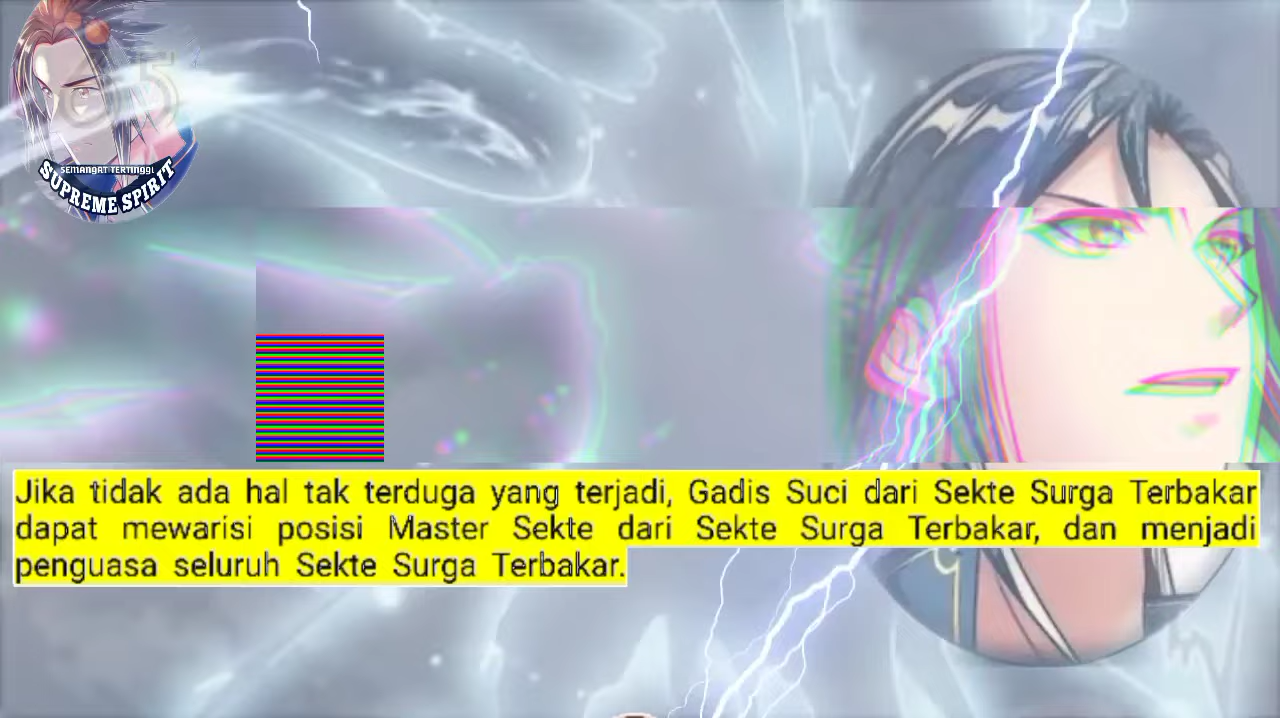 65
SEMANGAT TERTINGGI
SUPREME SPIRIT
Jika tidak ada hal tak terduga yang terjadi, Gadis Suci dari Sekte Surga Terbakar
dapat mewarisi posisi Master Sekte dari Sekte Surga Terbakar, dan menjadi
penguasa seluruh Sekte Surga Terbakar.